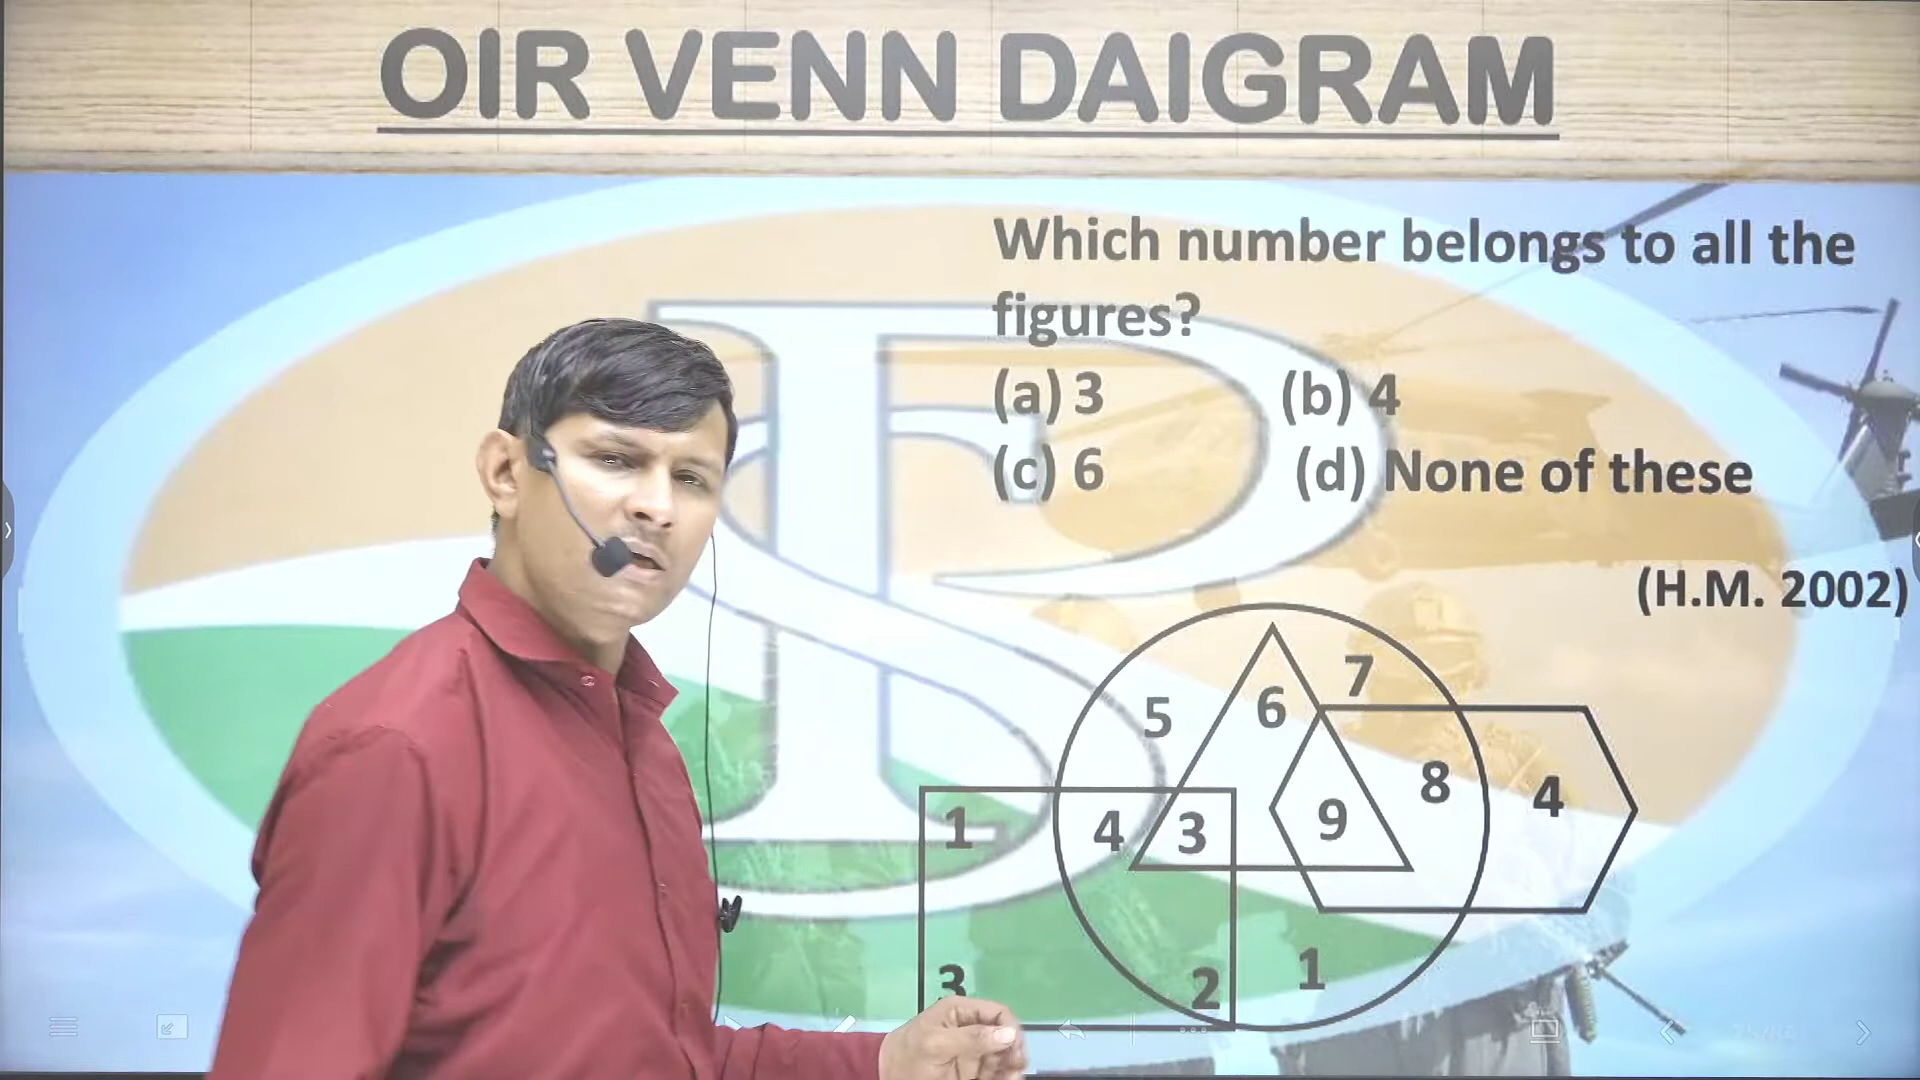 OIR VENN DAIGRAM
Which number belongs to all the
figures?
(a) 3 (b) 4
(c) 6 (d) None of these
(H.M. 2002)
7
6
5
8
4
1 4 3 9
3 2 1